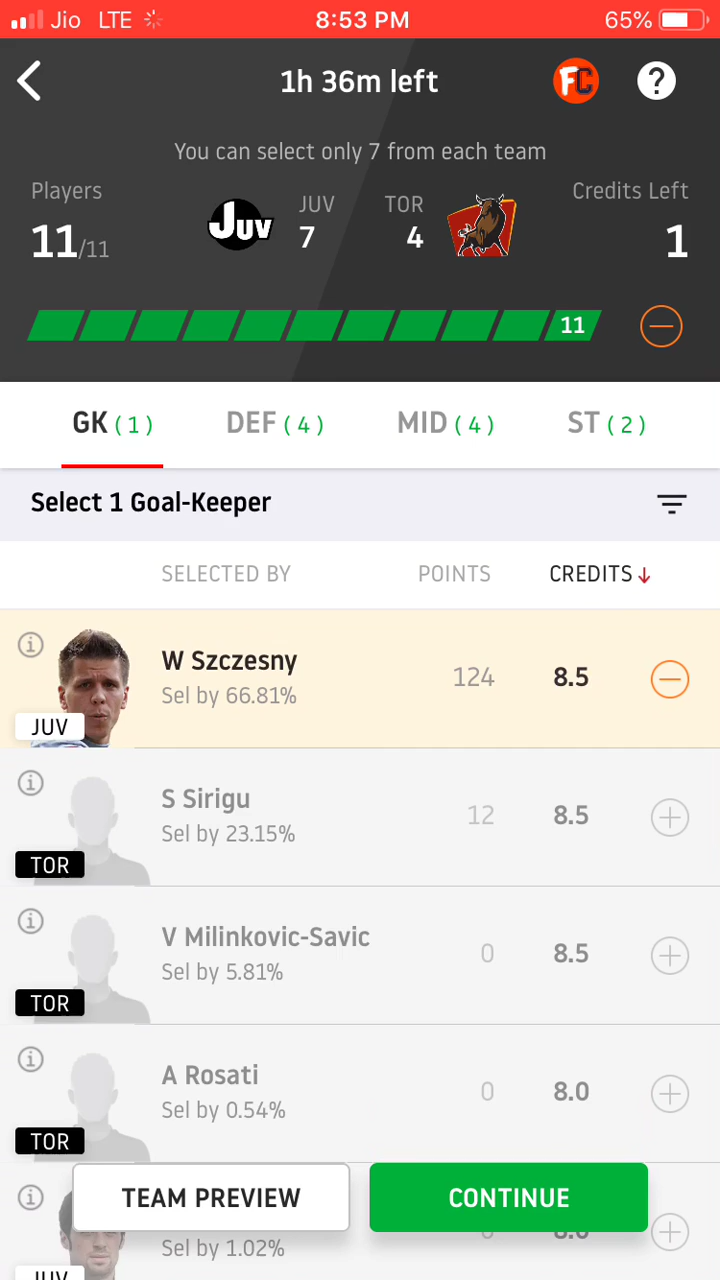 Jio LTE 8:53 PM 65%
1h 36m left FC ?
You can select only 7 from each team
Players JUV TOR Credits Left
11/11 Juv 7 4 1
11
GK ( 1 ) DEF ( 4 ) MID ( 4 ) ST ( 2 )
Select 1 Goal-Keeper
SELECTED BY POINTS CREDITS
W Szczesny 124 8.5
Sel by 66.81%
JUV
S Sirigu 12 8.5
Sel by 23.15%
TOR
V Milinkovic-Savic 0 8.5
Sel by 5.81%
TOR
A Rosati 0 8.0
Sel by 0.54%
TOR
TEAM PREVIEW CONTINUE
Sel by 1.02% 0 8.0
JUV